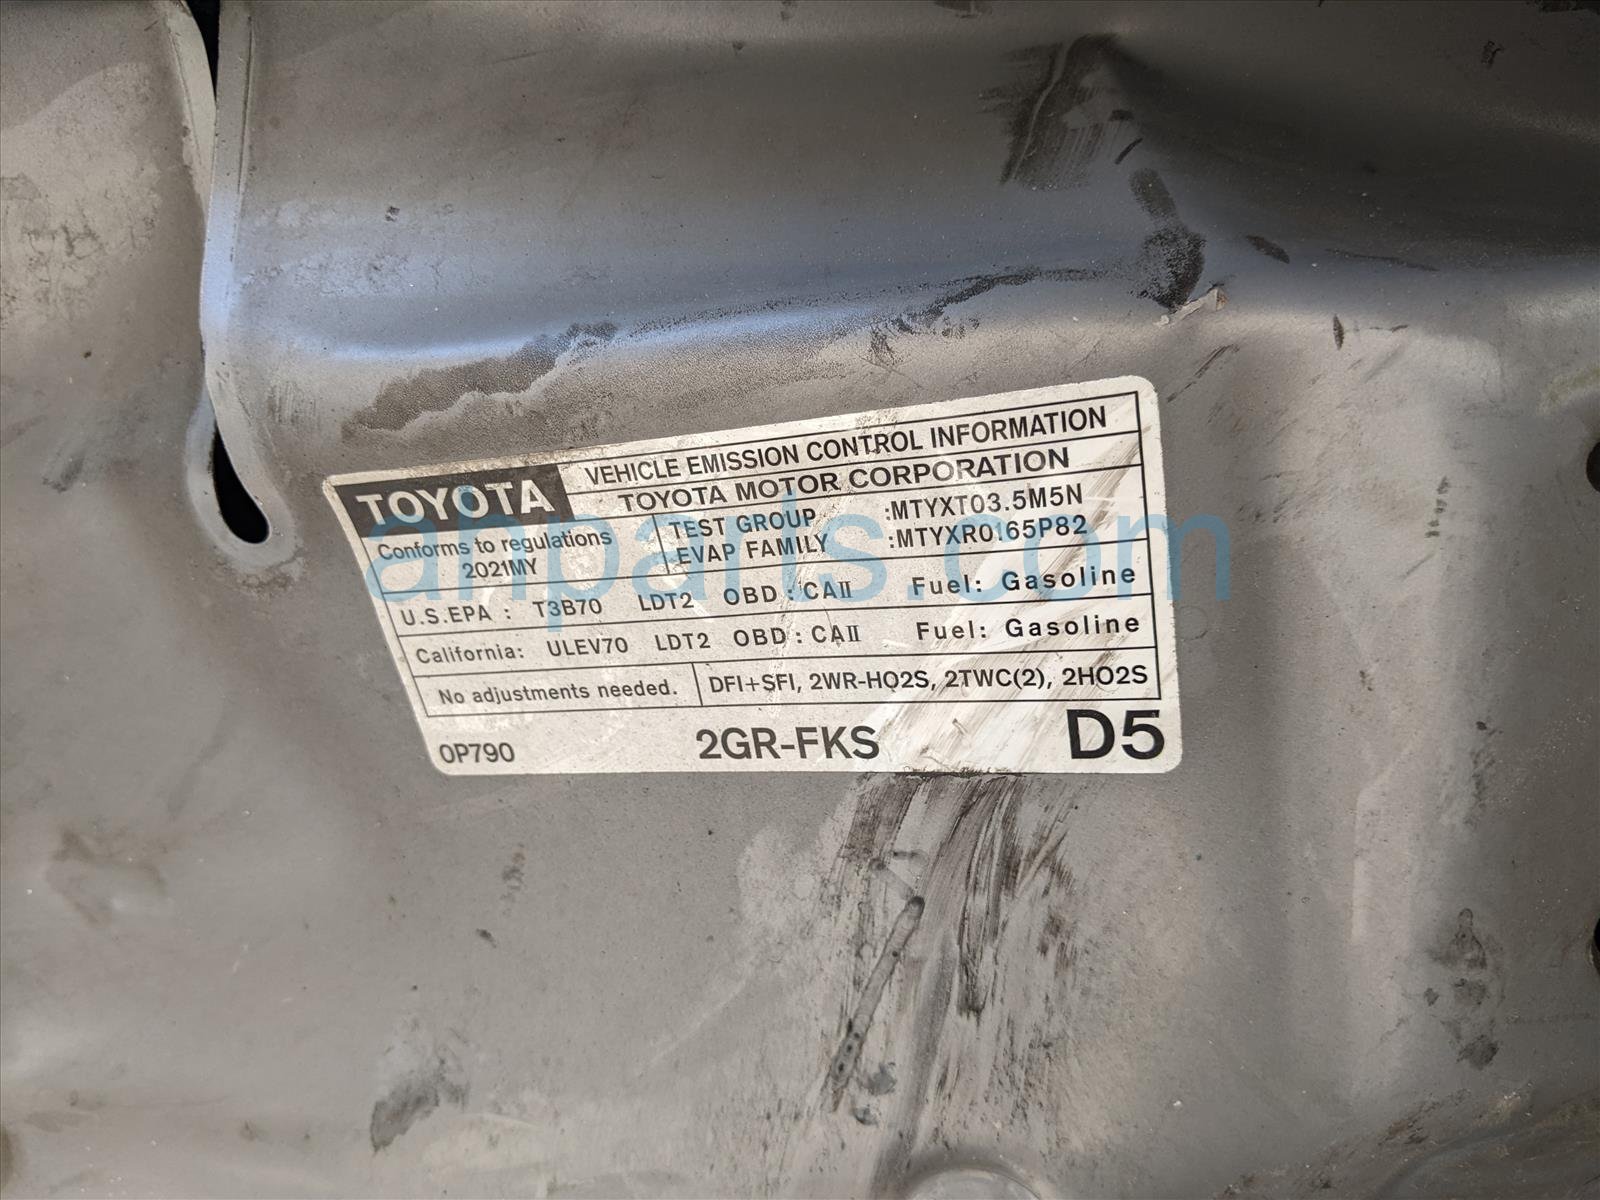 TOYOTA
VEHICLE EMISSION CONTROL INFORMATION
TOYOTA MOTOR CORPORATION
Conforms to regulations
2021MY
TEST GROUP :MTYXT03.5M5N
EVAP FAMILY :MTYXR0165P82
U.S.EPA : T3B70 LDT2 OBD : CAII Fuel: Gasoline
California: ULEV70 LDT2 OBD : CAII Fuel: Gasoline
No adjustments needed. DFI+SFI, 2WR-HO2S, 2TWC(2), 2HO2S
0P790 2GR-FKS D5
anparts.com